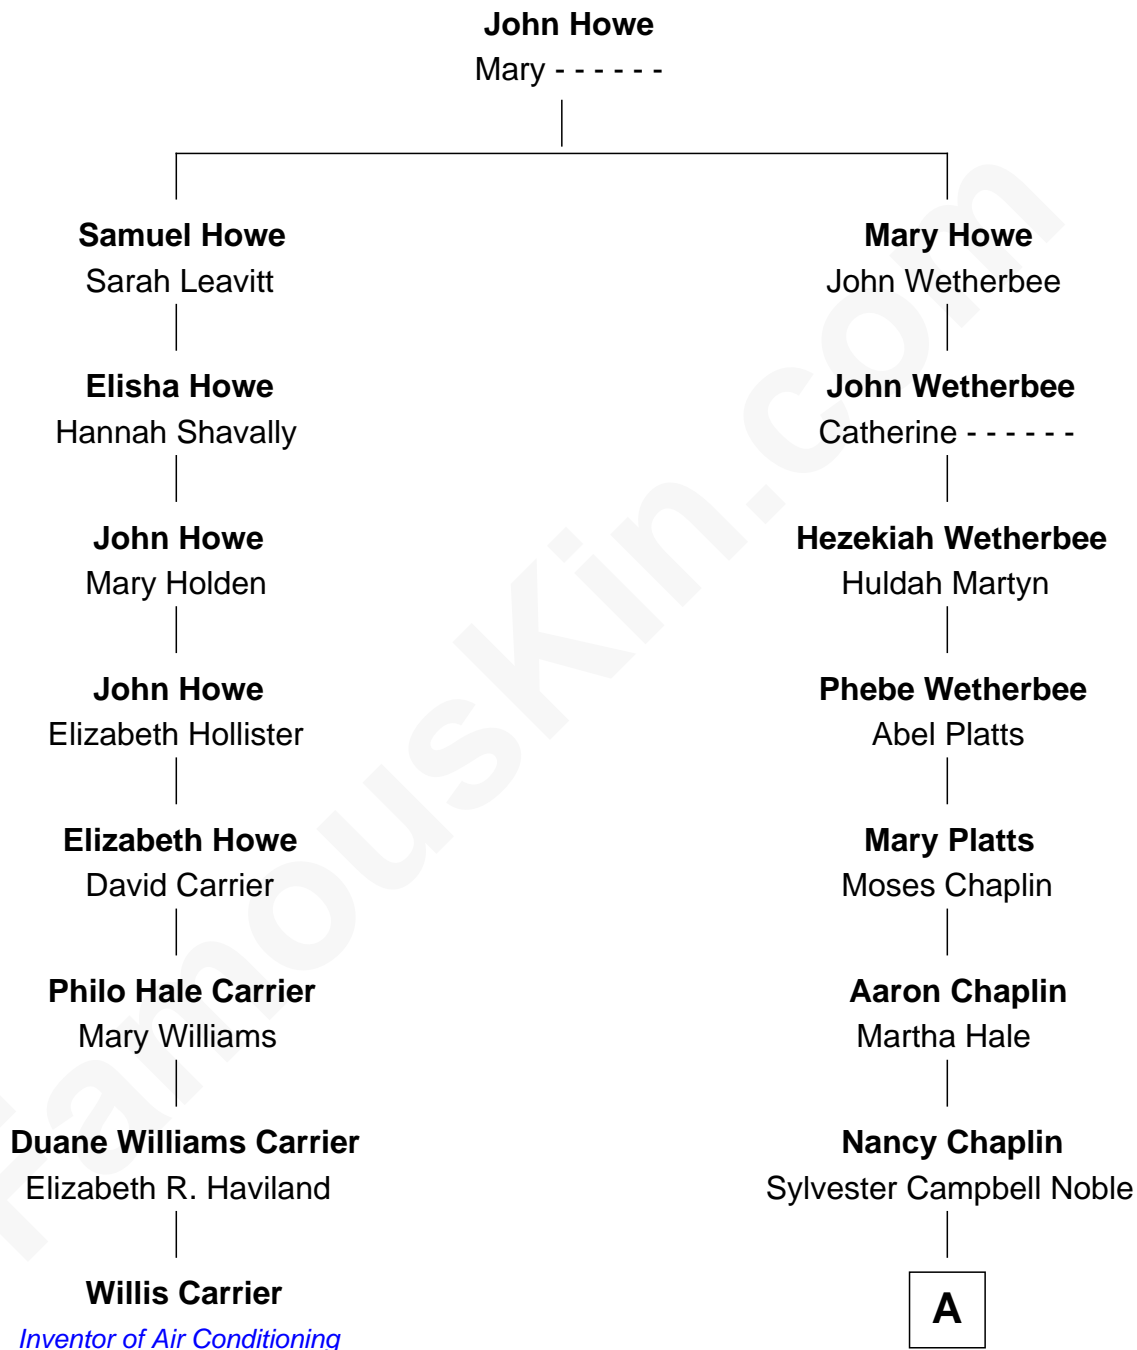 John Howe
Mary - - - - - -
Samuel Howe
Sarah Leavitt
Mary Howe
John Wetherbee
Elisha Howe
Hannah Shavally
John Wetherbee
Catherine - - - - - -
John Howe
Mary Holden
Hezekiah Wetherbee
Huldah Martyn
John Howe
Elizabeth Hollister
Phebe Wetherbee
Abel Platts
Elizabeth Howe
David Carrier
Mary Platts
Moses Chaplin
Philo Hale Carrier
Mary Williams
Aaron Chaplin
Martha Hale
Duane Williams Carrier
Elizabeth R. Haviland
Nancy Chaplin
Sylvester Campbell Noble
Willis Carrier
Inventor of Air Conditioning
A
FamousKin.com